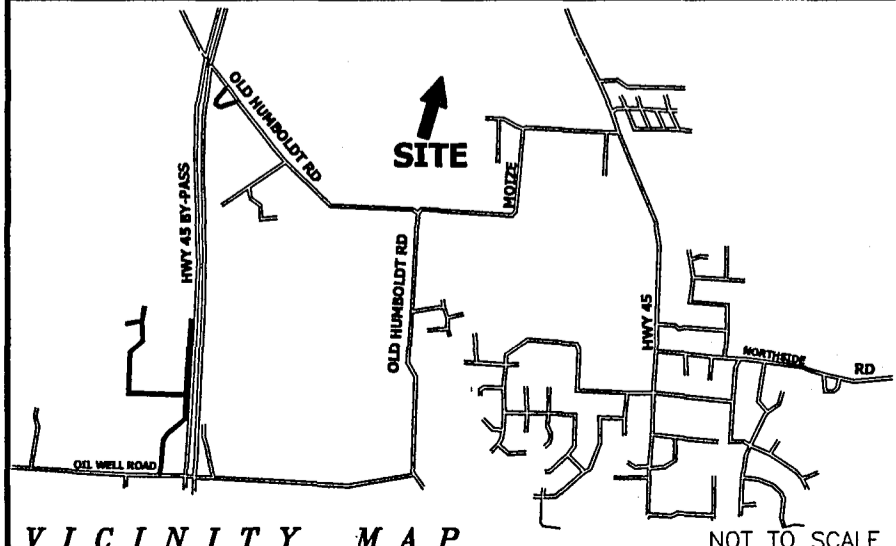 OLD HUMBOLDT RD
SITE
MOIZE
HWY 45 BY-PASS
OLD HUMBOLDT RD
HWY 45
NORTHSIDE RD
OIL WELL ROAD
VICINITY MAP
NOT TO SCALE